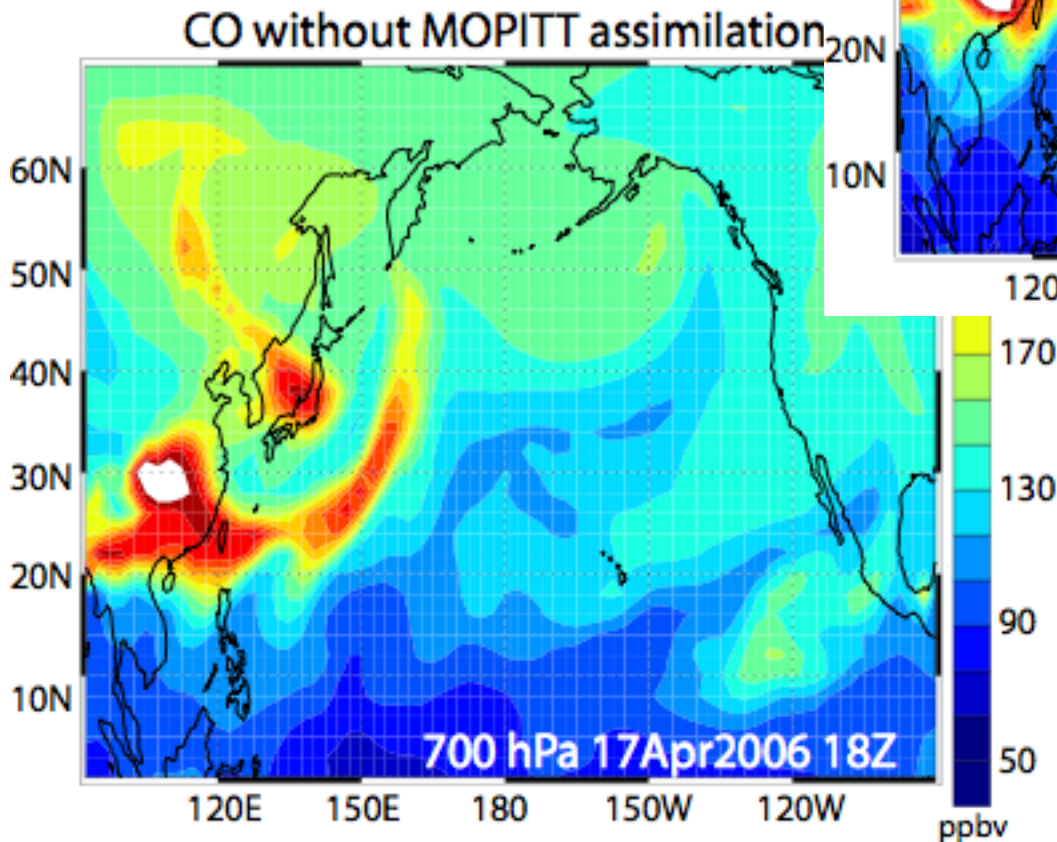 CO without MOPITT assimilation
20N
10N
120
60N
50N
40N
30N
20N
10N
170
130
90
50
ppbv
700 hPa 17Apr2006 18Z
120E 150E 180 150W 120W